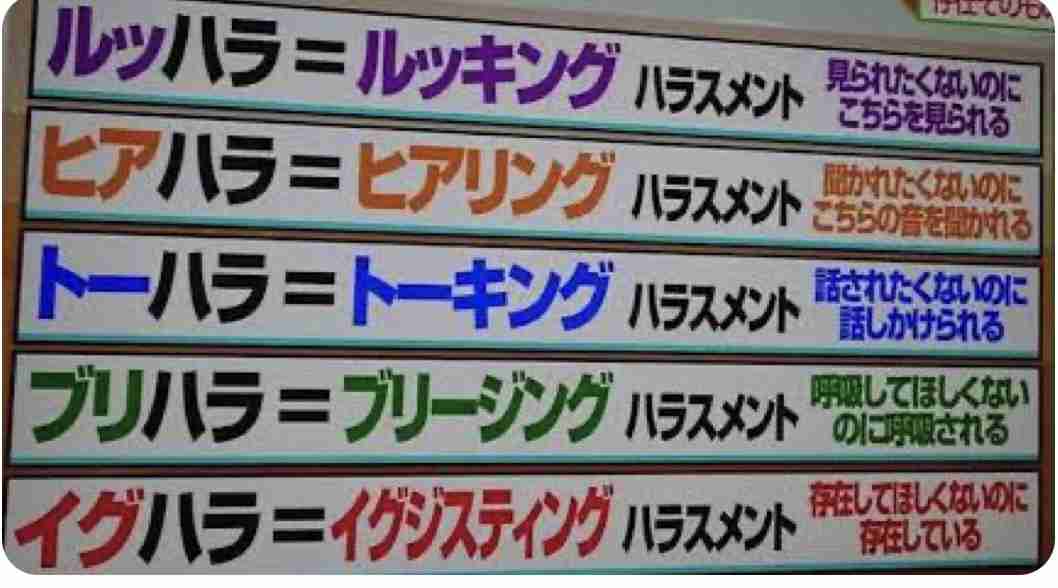 存在そのもの
ルッハラ＝ルッキング ハラスメント 見られたくないのに
こちらを見られる
ヒアハラ＝ヒアリング ハラスメント 聞かれたくないのに
こちらの音を聞かれる
トーハラ＝トーキング ハラスメント 話されたくないのに
話しかけられる
ブリハラ＝ブリージング ハラスメント 呼吸してほしくない
のに呼吸される
イグハラ＝イグジスティング ハラスメント 存在してほしくないのに
存在している